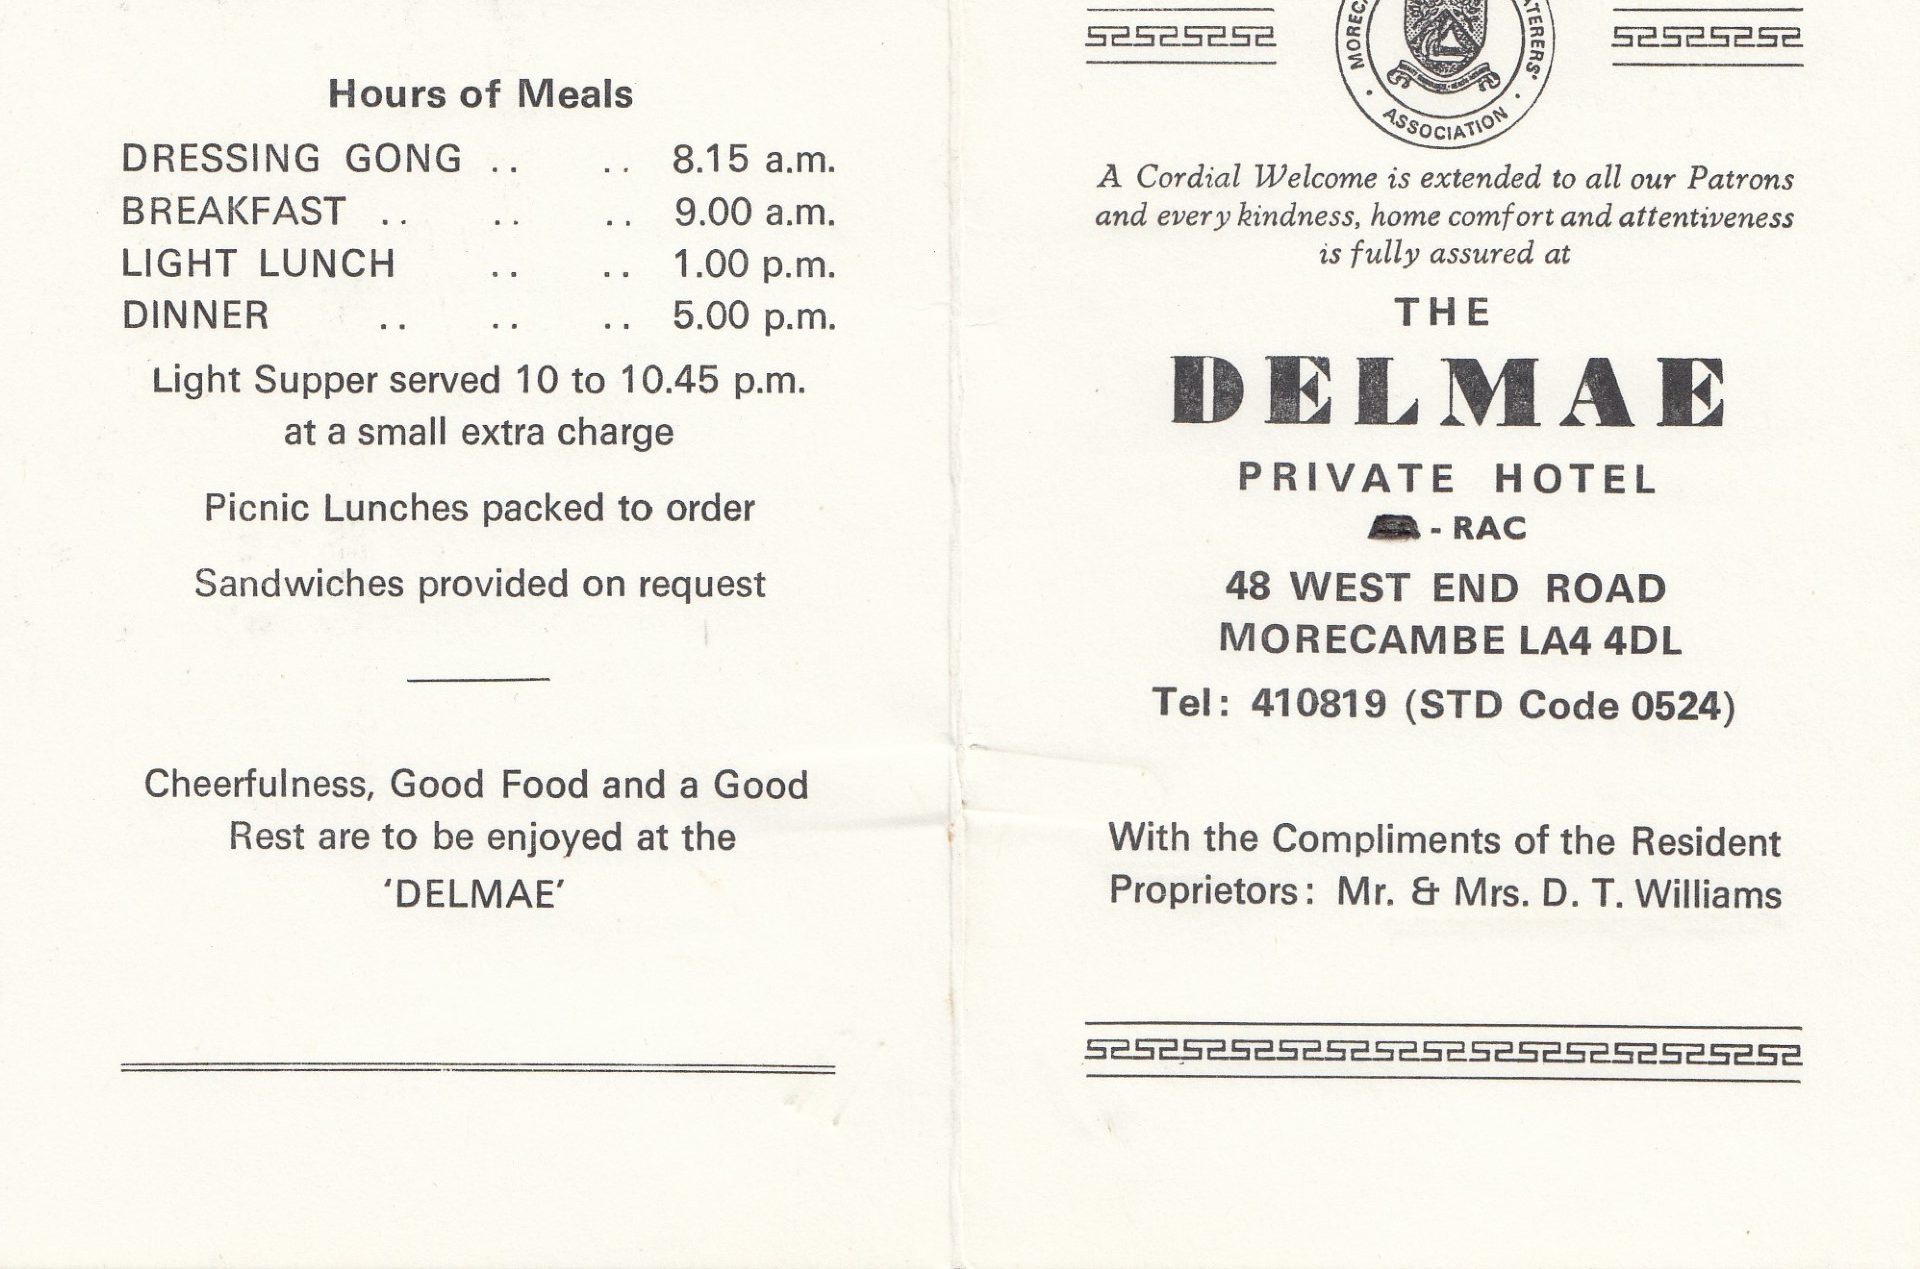 Hours of Meals
DRESSING GONG .. .. 8.15 a.m.
BREAKFAST .. .. .. 9.00 a.m.
LIGHT LUNCH .. .. 1.00 p.m.
DINNER .. .. .. 5.00 p.m.
Light Supper served 10 to 10.45 p.m.
at a small extra charge
Picnic Lunches packed to order
Sandwiches provided on request
Cheerfulness, Good Food and a Good
Rest are to be enjoyed at the
‘DELMAE’
ASSOCIATION
A Cordial Welcome is extended to all our Patrons
and every kindness, home comfort and attentiveness
is fully assured at
THE
DELMAE
PRIVATE HOTEL
- RAC
48 WEST END ROAD
MORECAMBE LA4 4DL
Tel: 410819 (STD Code 0524)
With the Compliments of the Resident
Proprietors: Mr. & Mrs. D. T. Williams